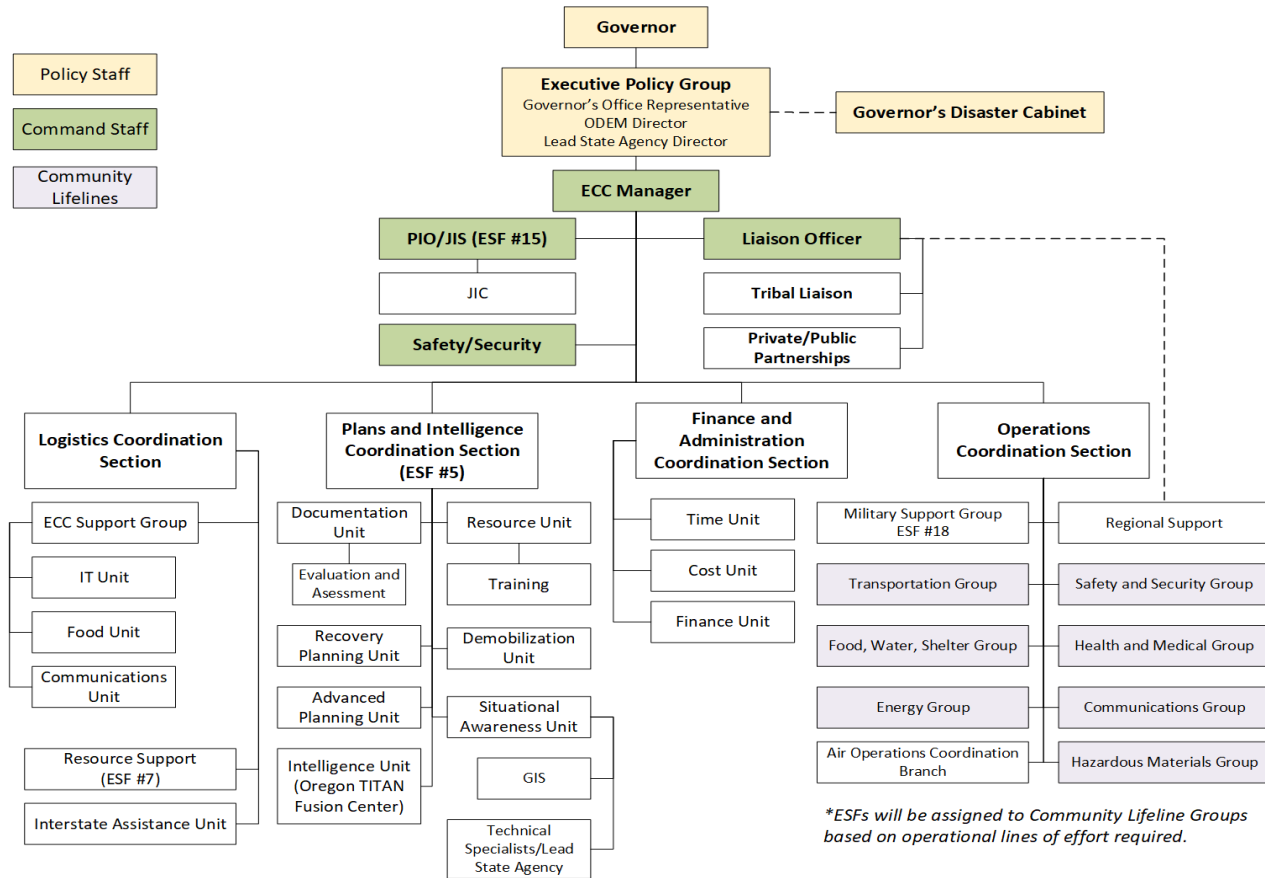 Governor
Policy Staff
Executive Policy Group
Governor's Office Representative
ODEM Director
Lead State Agency Director
Governor's Disaster Cabinet
Command Staff
Community
Lifelines
ECC Manager
PIO/JIS (ESF #15)
Liaison Officer
JIC
Tribal Liaison
Safety/Security
Private/Public
Partnerships
Logistics Coordination
Section
Plans and Intelligence
Coordination Section
(ESF #5)
Finance and
Administration
Coordination Section
Operations
Coordination Section
ECC Support Group
IT Unit
Food Unit
Communications
Unit
Resource Support
(ESF #7)
Interstate Assistance Unit
Documentation
Unit
Resource Unit
Evaluation and
Asessment
Training
Recovery
Planning Unit
Demobilization
Unit
Advanced
Planning Unit
Situational
Awareness Unit
Intelligence Unit
(Oregon TITAN
Fusion Center)
GIS
Technical
Specialists/Lead
State Agency
Time Unit
Cost Unit
Finance Unit
Military Support Group
ESF #18
Regional Support
Transportation Group
Safety and Security Group
Food, Water, Shelter Group
Health and Medical Group
Energy Group
Communications Group
Air Operations Coordination
Branch
Hazardous Materials Group
*ESFs will be assigned to Community Lifeline Groups
based on operational lines of effort required.